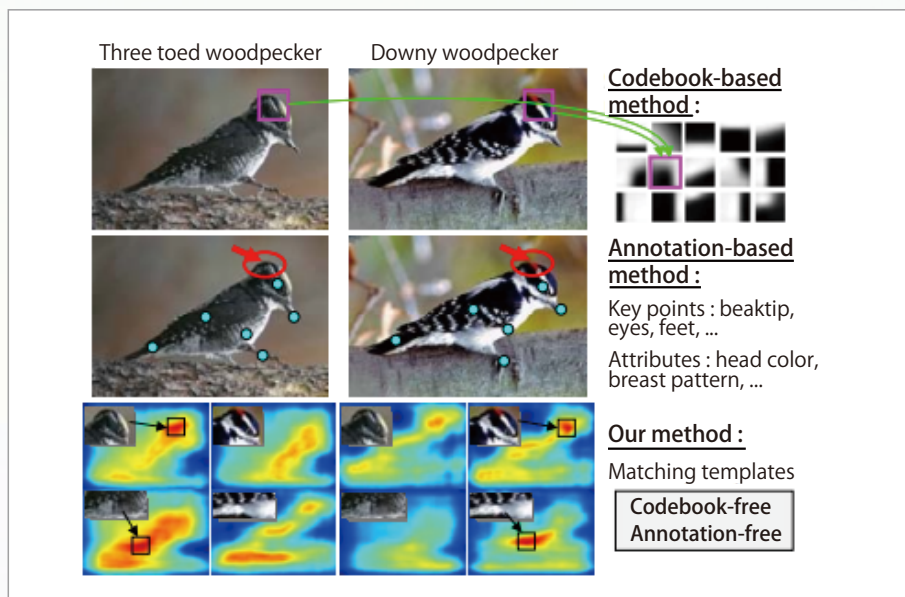 Three toed woodpecker
Downy woodpecker
Codebook-based
method :
Annotation-based
method :
Key points : beaktip,
eyes, feet, ...
Attributes : head color,
breast pattern, ...
Our method :
Matching templates
Codebook-free
Annotation-free